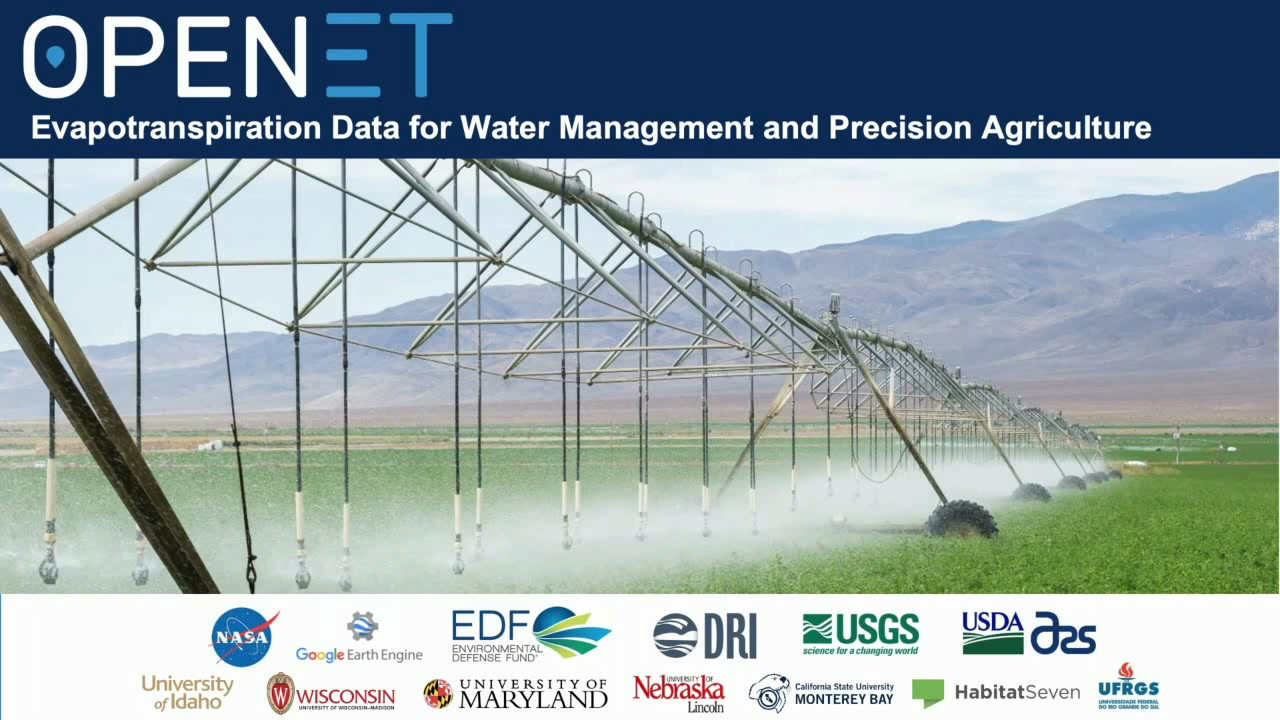 OPENET
Evapotranspiration Data for Water Management and Precision Agriculture
NASA
Google Earth Engine
EDF
ENVIRONMENTAL
DEFENSE FUND
DRI
USGS
science for a changing world
USDA
ars
University
of Idaho
W
WISCONSIN
UNIVERSITY OF WISCONSIN–MADISON
UNIVERSITY OF
MARYLAND
UNIVERSITY OF
Nebraska
Lincoln
California State University
MONTEREY BAY
HabitatSeven
UFRGS
UNIVERSIDADE FEDERAL
DO RIO GRANDE DO SUL